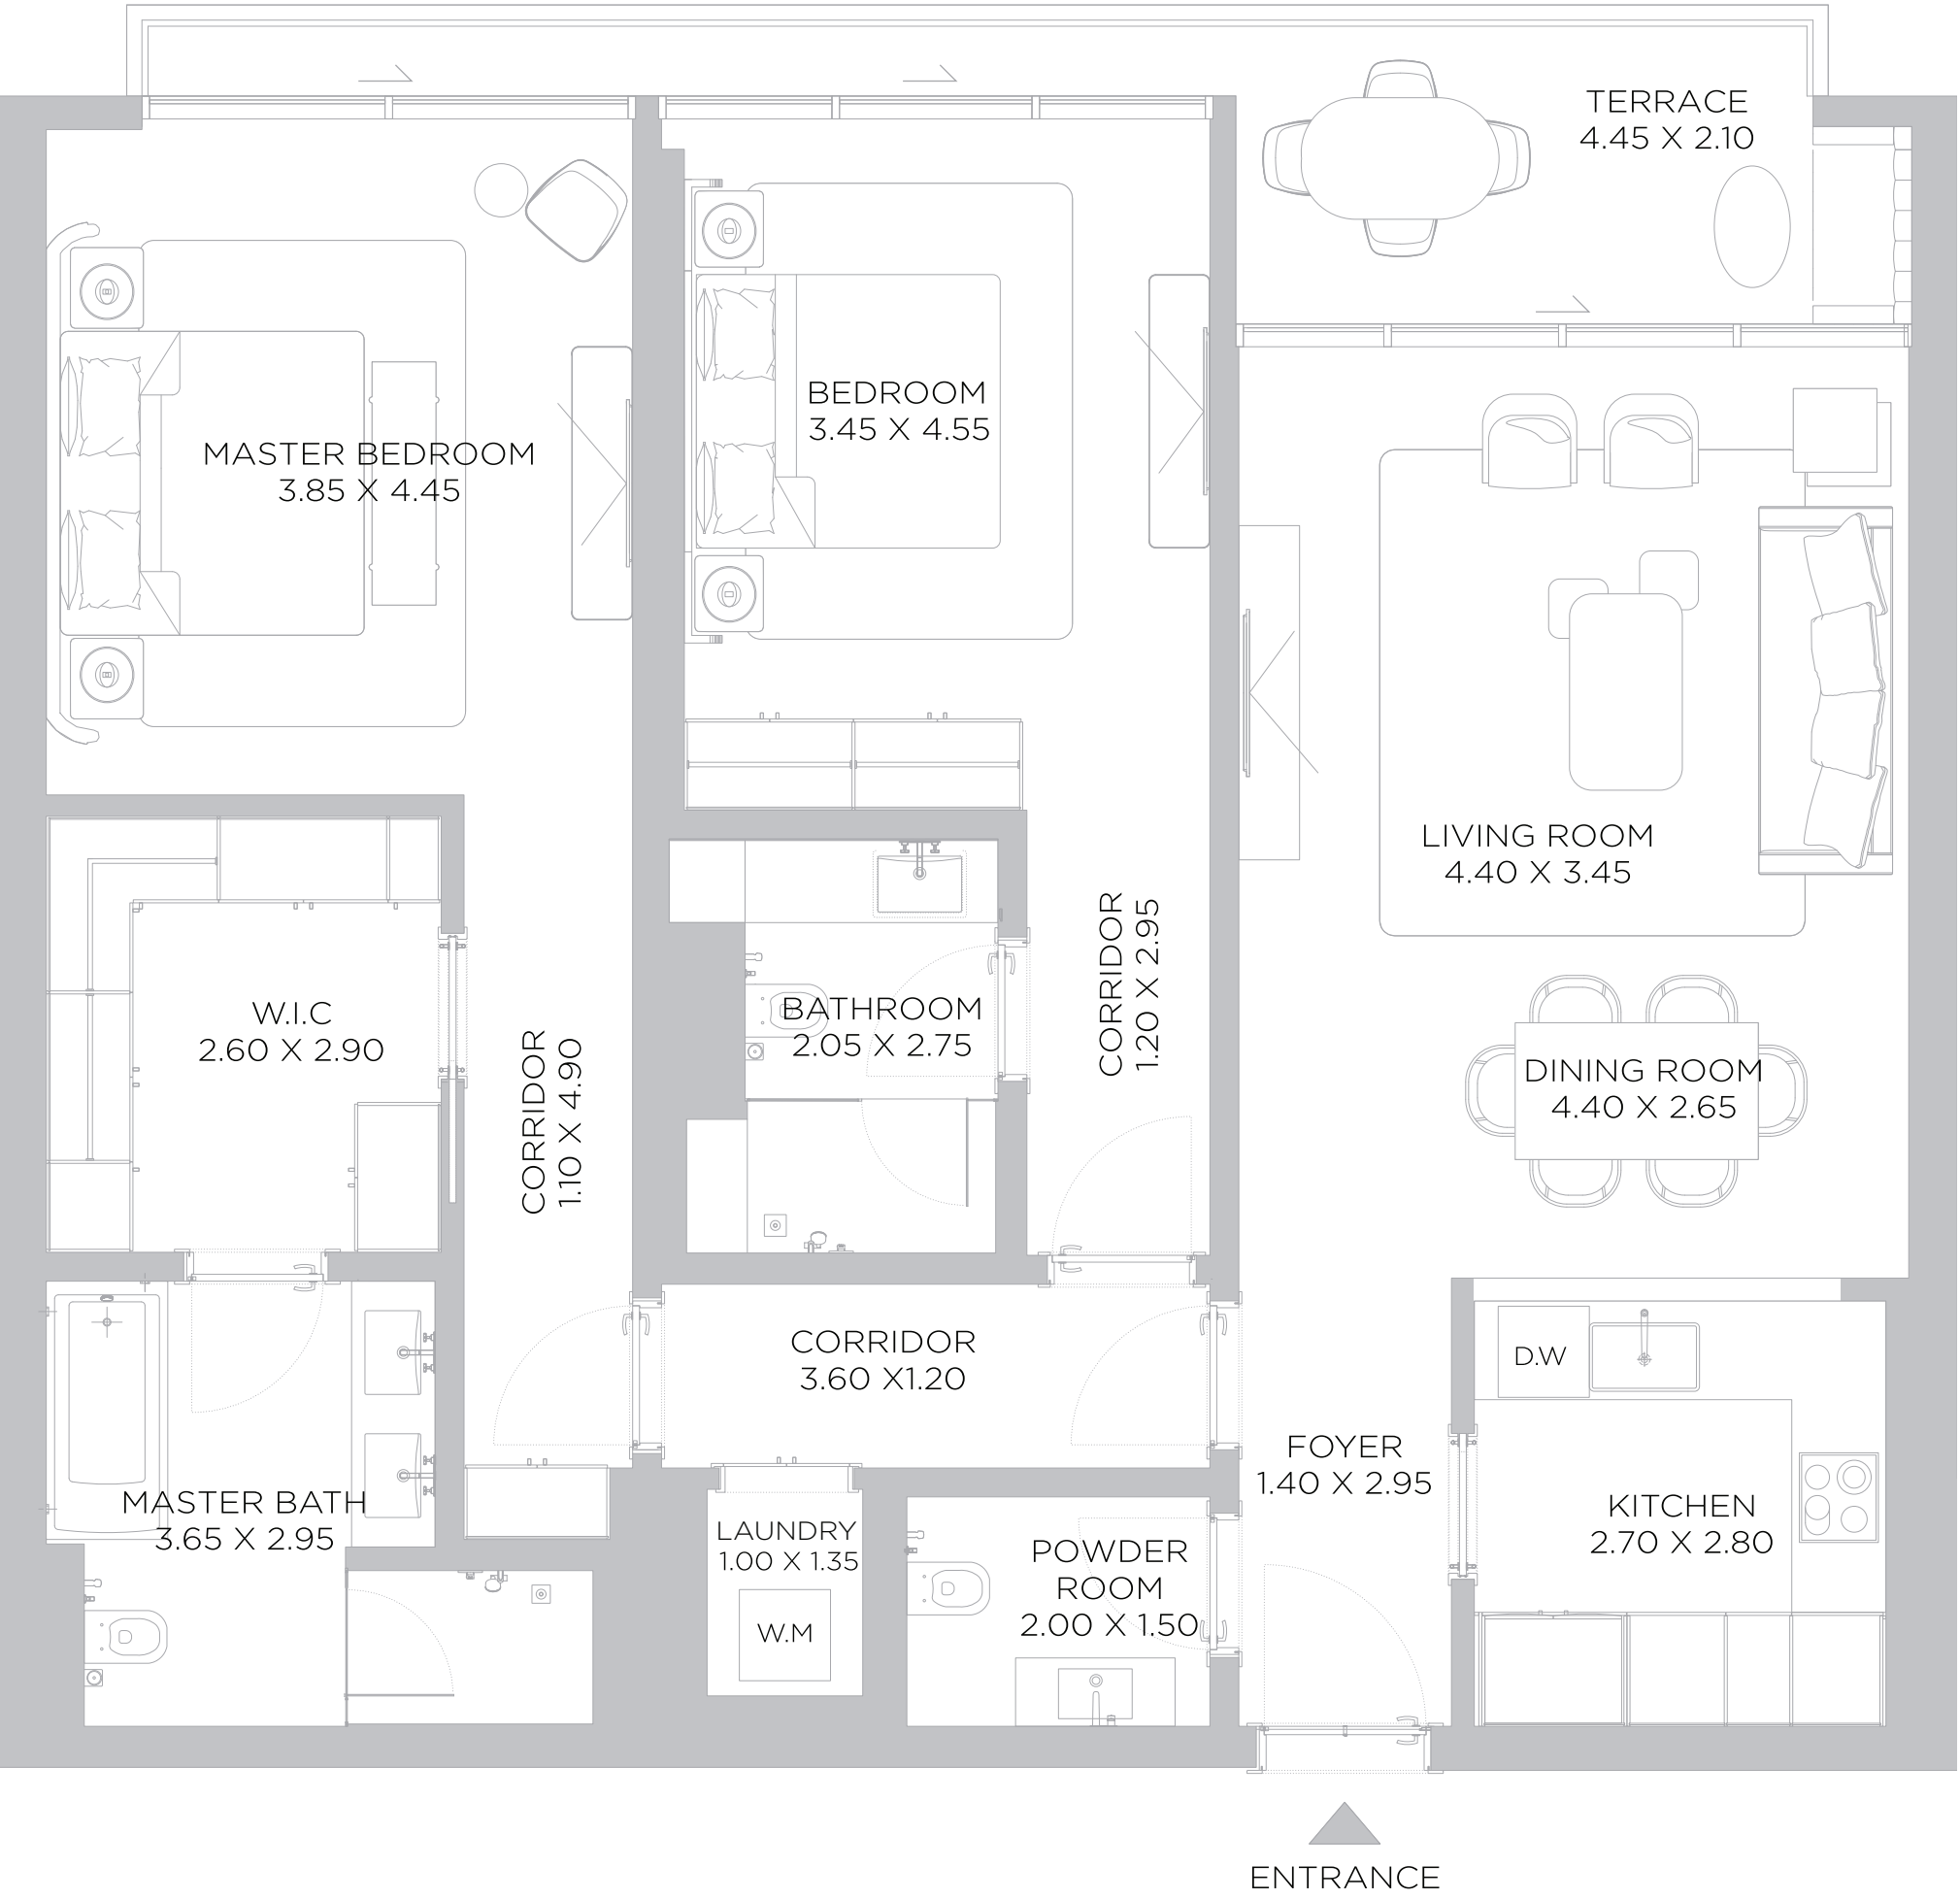 TERRACE
4.45 X 2.10
BEDROOM
3.45 X 4.55
MASTER BEDROOM
3.85 X 4.45
LIVING ROOM
4.40 X 3.45
CORRIDOR
1.20 X 2.95
W.I.C
2.60 X 2.90
BATHROOM
2.05 X 2.75
CORRIDOR
1.10 X 4.90
DINING ROOM
4.40 X 2.65
CORRIDOR
3.60 X1.20
D.W
FOYER
1.40 X 2.95
MASTER BATH
3.65 X 2.95
KITCHEN
2.70 X 2.80
LAUNDRY
1.00 X 1.35
POWDER
ROOM
2.00 X 1.50
W.M
ENTRANCE